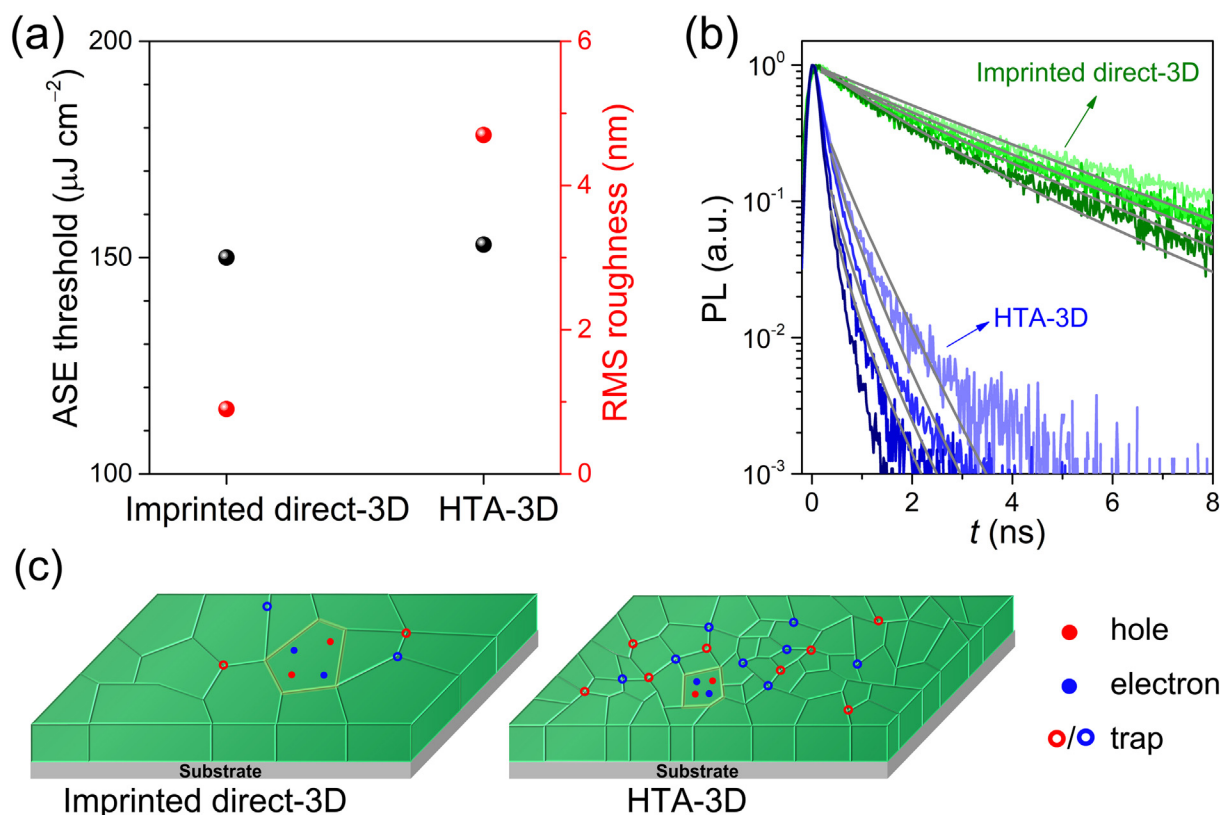 (a)
200
150
100
ASE threshold (μJ cm⁻²)
6
4
2
0
RMS roughness (nm)
Imprinted direct-3D
HTA-3D
(b)
10⁰
10⁻¹
10⁻²
10⁻³
PL (a.u.)
Imprinted direct-3D
HTA-3D
0 2 4 6 8
t (ns)
(c)
Substrate
Imprinted direct-3D
Substrate
HTA-3D
hole
electron
/ trap